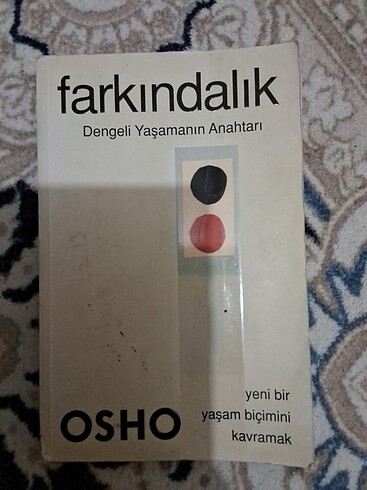 farkındalık
Dengeli Yaşamanın Anahtarı
yeni bir
yaşam biçimini
kavramak
OSHO